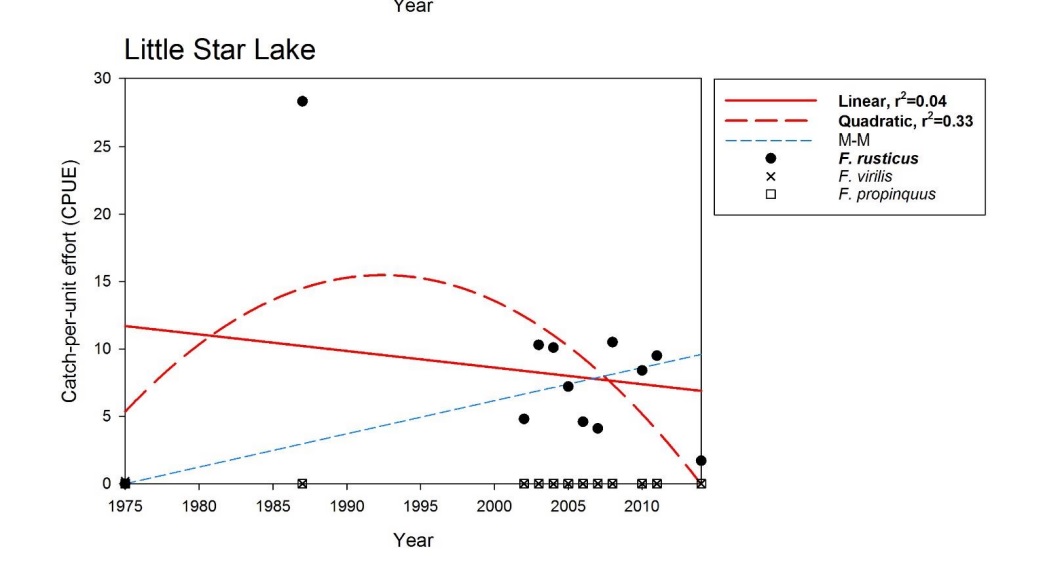 Year
Little Star Lake
30
25
20
15
10
5
0
Catch-per-unit effort (CPUE)
1975 1980 1985 1990 1995 2000 2005 2010
Year
Linear, r²=0.04
Quadratic, r²=0.33
M-M
F. rusticus
F. virilis
F. propinquus